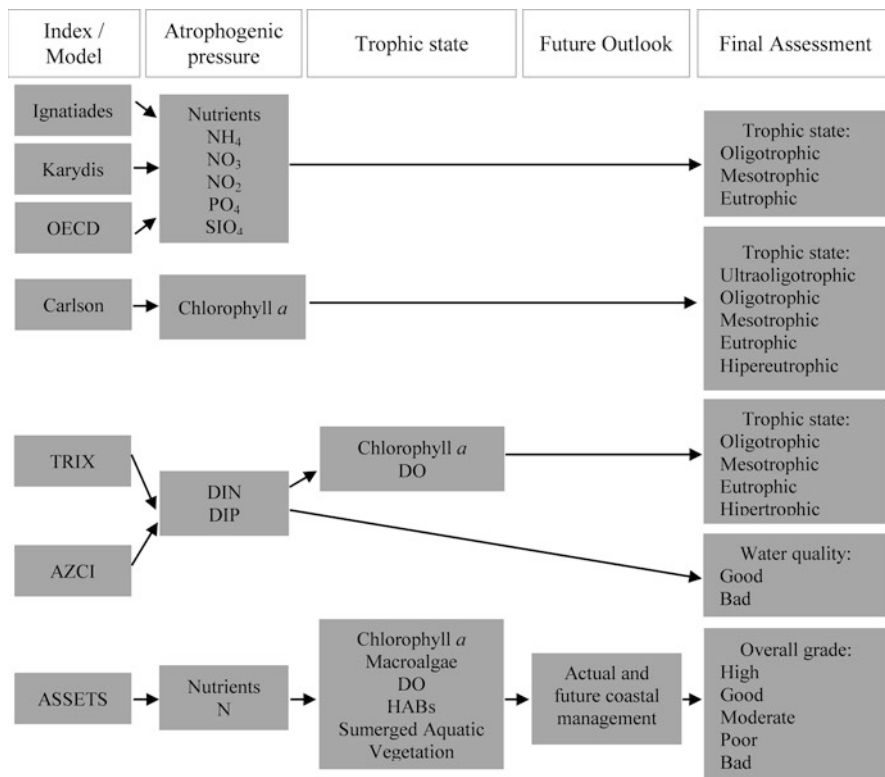 Index /
Model
Atrophogenic
pressure
Trophic state
Future Outlook
Final Assessment
Ignatiades
Karydis
OECD
Nutrients
NH₄
NO₃
NO₂
PO₄
SIO₄
Trophic state:
Oligotrophic
Mesotrophic
Eutrophic
Carlson
Chlorophyll a
Trophic state:
Ultraoligotrophic
Oligotrophic
Mesotrophic
Eutrophic
Hipereutrophic
TRIX
AZCI
DIN
DIP
Chlorophyll a
DO
Trophic state:
Oligotrophic
Mesotrophic
Eutrophic
Hipertrophic
Water quality:
Good
Bad
ASSETS
Nutrients
N
Chlorophyll a
Macroalgae
DO
HABs
Sumerged Aquatic
Vegetation
Actual and
future coastal
management
Overall grade:
High
Good
Moderate
Poor
Bad